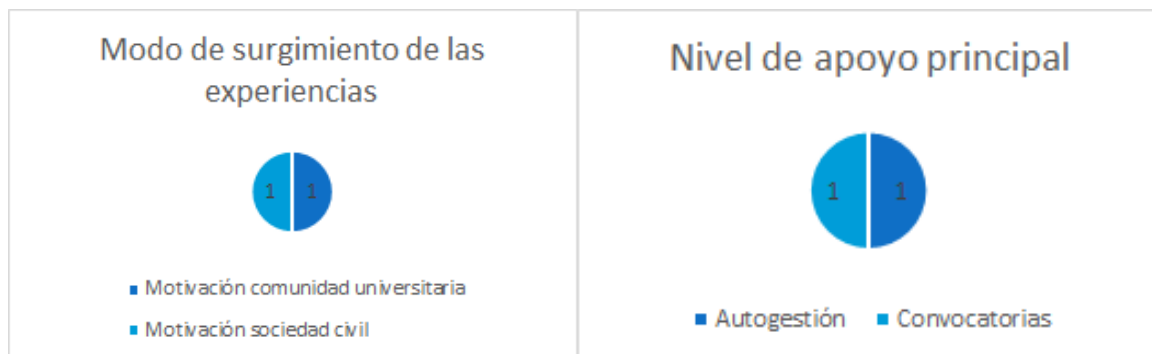 Modo de surgimiento de las
experiencias
1 1
Motivación comunidad universitaria
Motivación sociedad civil
Nivel de apoyo principal
1 1
Autogestión Convocatorias